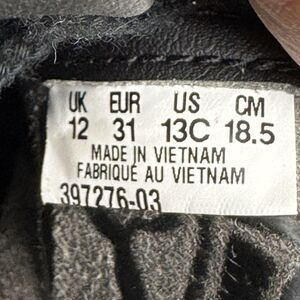 UK EUR US CM
12 31 13C 18.5
MADE IN VIETNAM
FABRIQUÉ AU VIETNAM
397276-03